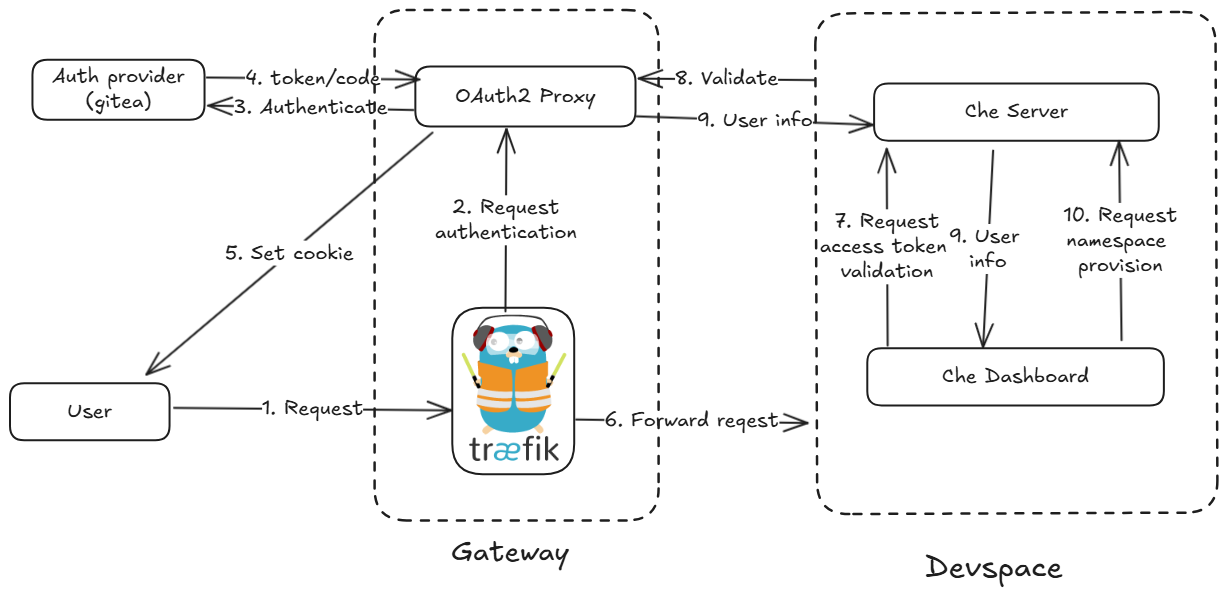 Auth provider
(gitea)
4. token/code
3. Authenticate
OAuth2 Proxy
8. Validate
9. User info
Che Server
2. Request
authentication
5. Set cookie
7. Request
access token
validation
9. User
info
10. Request
namespace
provision
User
1. Request
træfik
6. Forward reqest
Che Dashboard
Gateway
Devspace